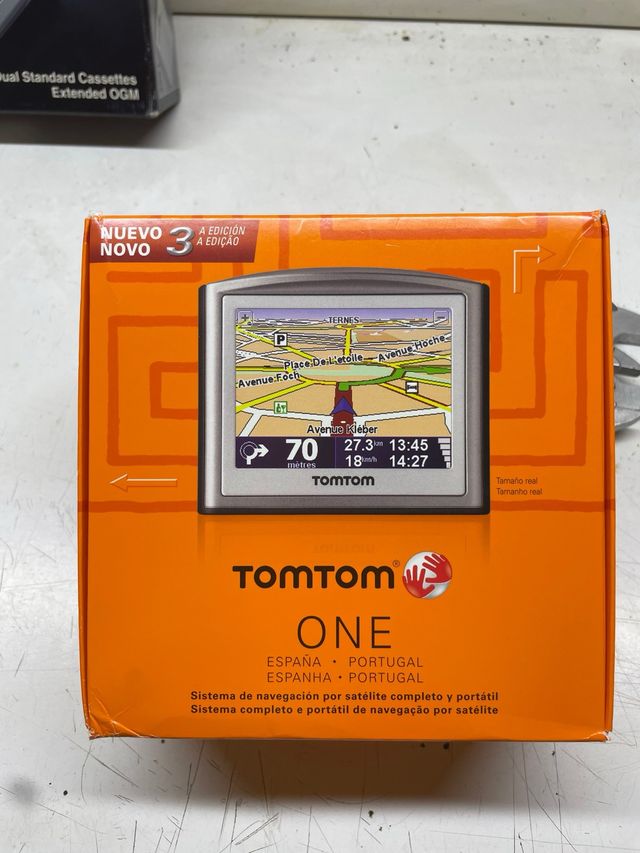 Dual Standard Cassettes
Extended OGM
NUEVO
NOVO
3
A EDICIÓN
A EDIÇÃO
TERNES
P
Place De L'etoile
Avenue Hoche
Avenue Foch
Avenue Kléber
70
mètres
27.3 km 13:45
18 km/h 14:27
TOMTOM
Tamaño real
Tamanho real
TOMTOM®
ONE
ESPAÑA • PORTUGAL
ESPANHA • PORTUGAL
Sistema de navegación por satélite completo y portátil
Sistema completo e portátil de navegação por satélite